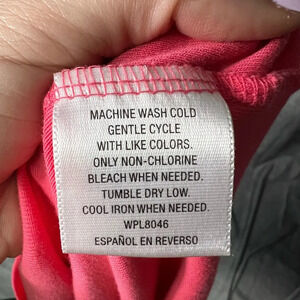 MACHINE WASH COLD
GENTLE CYCLE
WITH LIKE COLORS.
ONLY NON-CHLORINE
BLEACH WHEN NEEDED.
TUMBLE DRY LOW.
COOL IRON WHEN NEEDED.
WPL8046
ESPAÑOL EN REVERSO